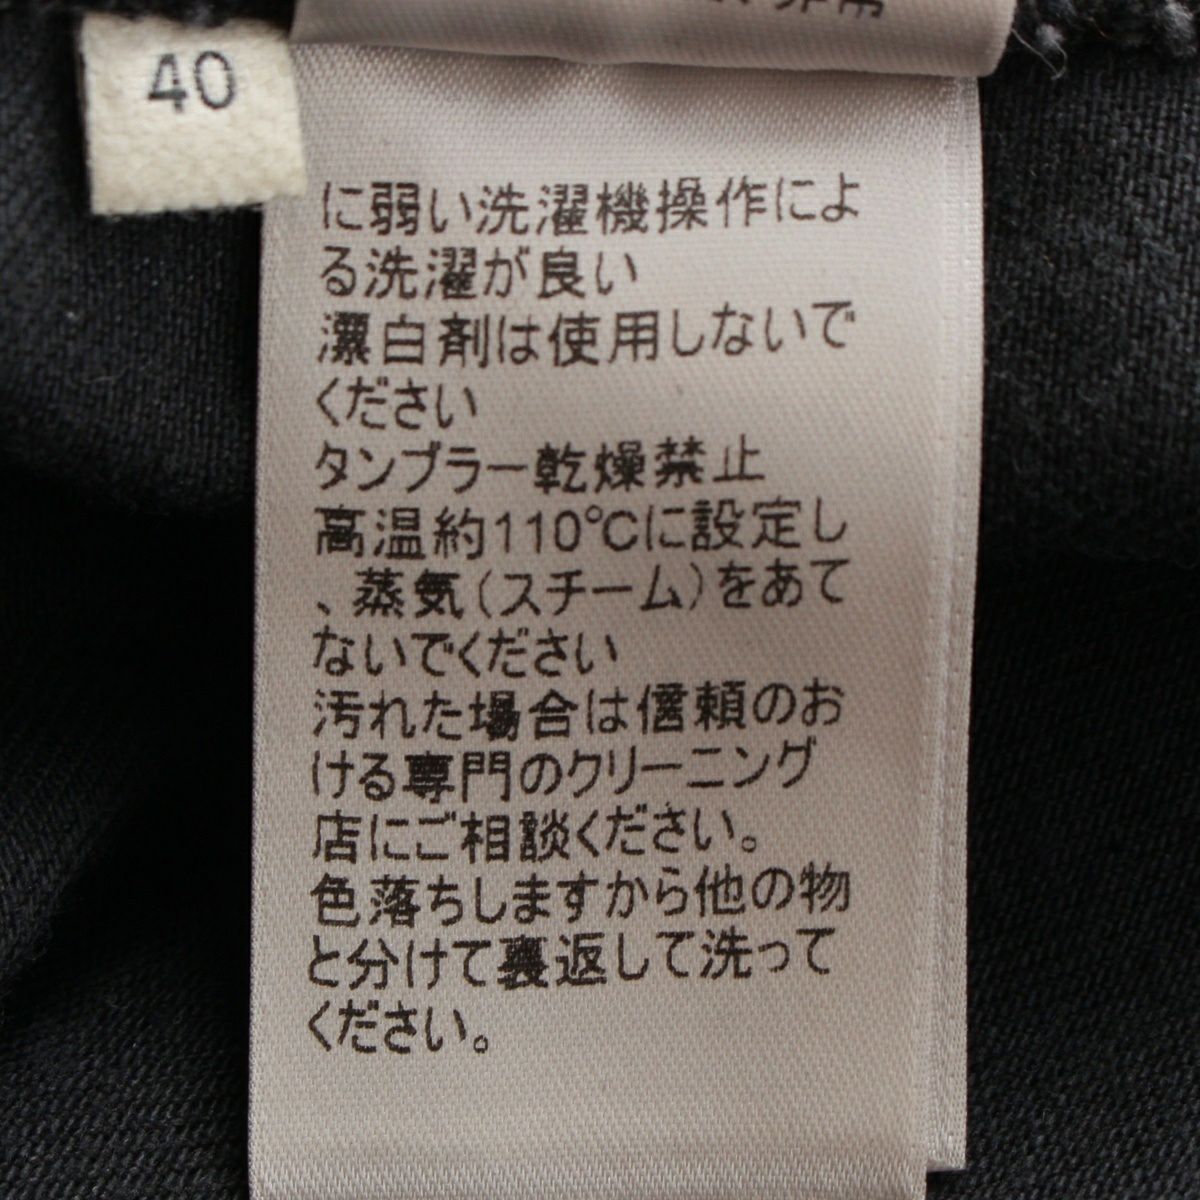 40
に弱い洗濯機操作によ
る洗濯が良い
漂白剤は使用しないで
ください
タンブラー乾燥禁止
高温約110℃に設定し
、蒸気(スチーム)をあて
ないでください
汚れた場合は信頼のお
ける専門のクリーニング
店にご相談ください。
色落ちしますから他の物
と分けて裏返して洗って
ください。